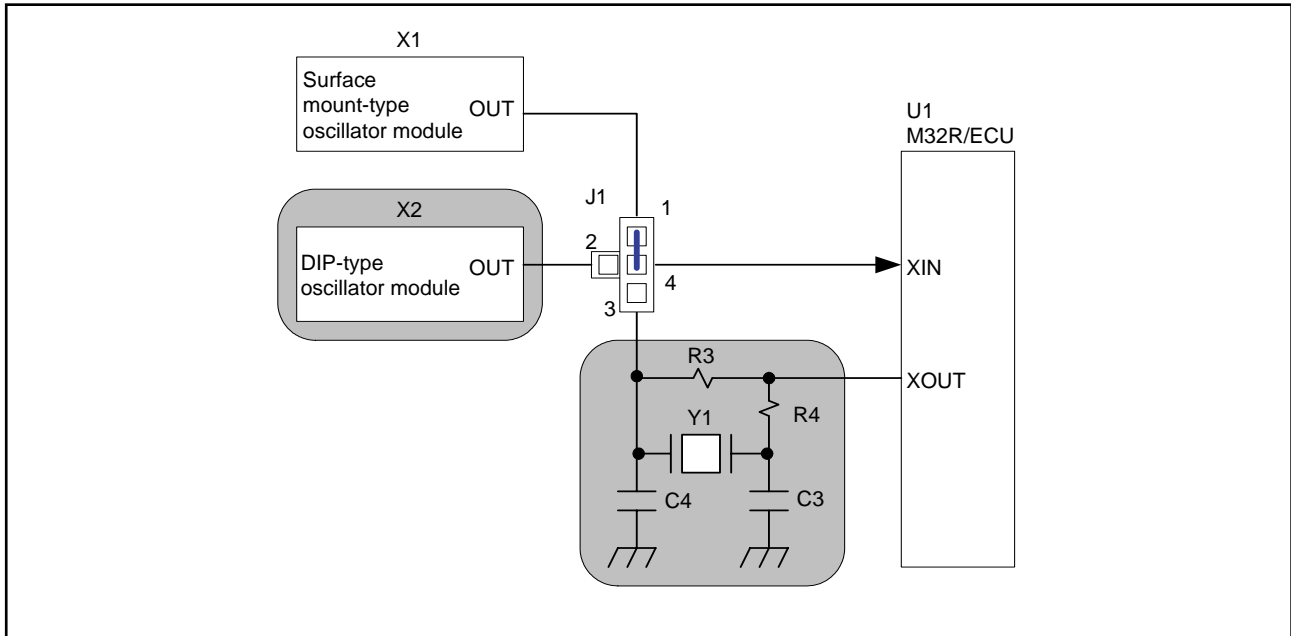 X1
Surface
mount-type
oscillator module
OUT
U1
M32R/ECU
X2
DIP-type
oscillator module
OUT
J1
1
2
4
3
XIN
XOUT
R3
R4
Y1
C4
C3